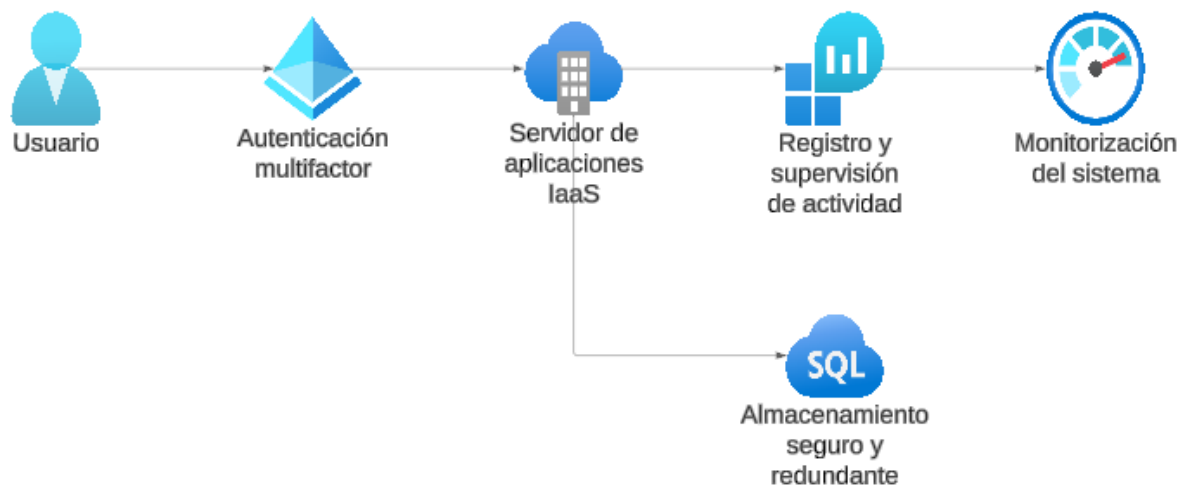 Usuario
Autenticación
multifactor
Servidor de
aplicaciones
IaaS
Registro y
supervisión
de actividad
Monitorización
del sistema
SQL
Almacenamiento
seguro y
redundante